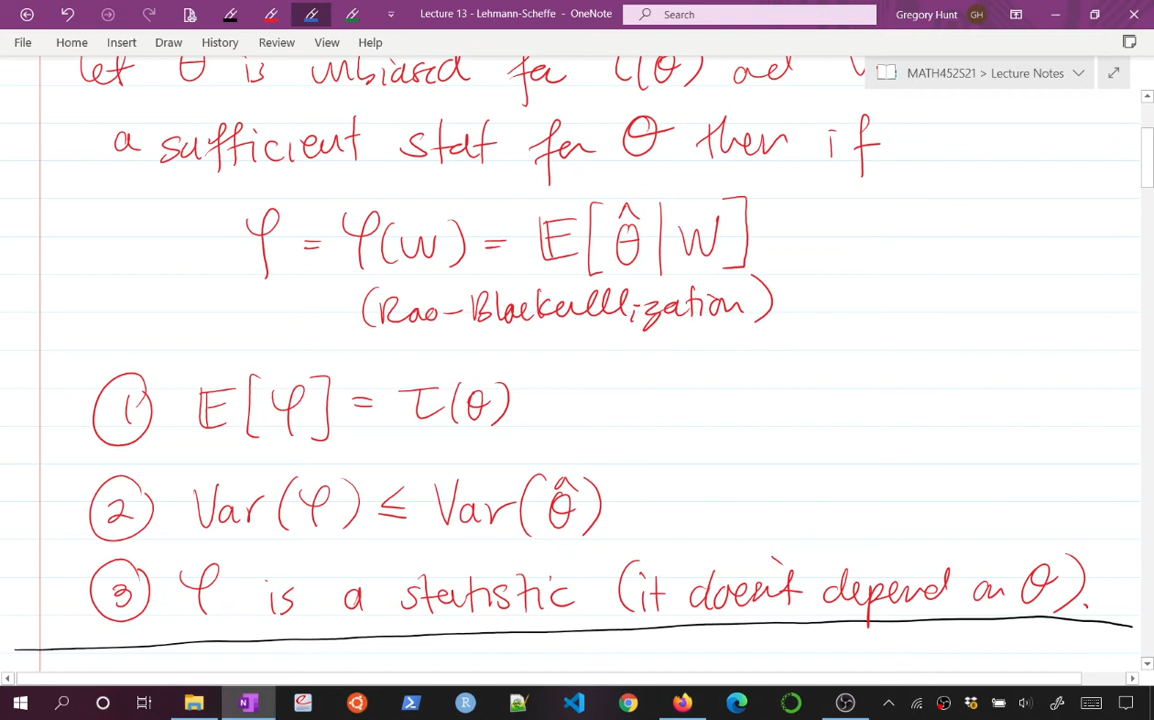 Lecture 13 - Lehmann-Scheffe - OneNote
Search
Gregory Hunt GH
File Home Insert Draw History Review View Help
let θ̂ is unbiased for τ(θ) and
MATH452S21 > Lecture Notes
a sufficient stat for θ then if
φ = φ(W) = E[θ̂|W]
(Rao-Blackwellization)
① E[φ] = τ(θ)
② Var(φ) ≤ Var(θ̂)
③ φ is a statistic (it doesn't depend on θ).